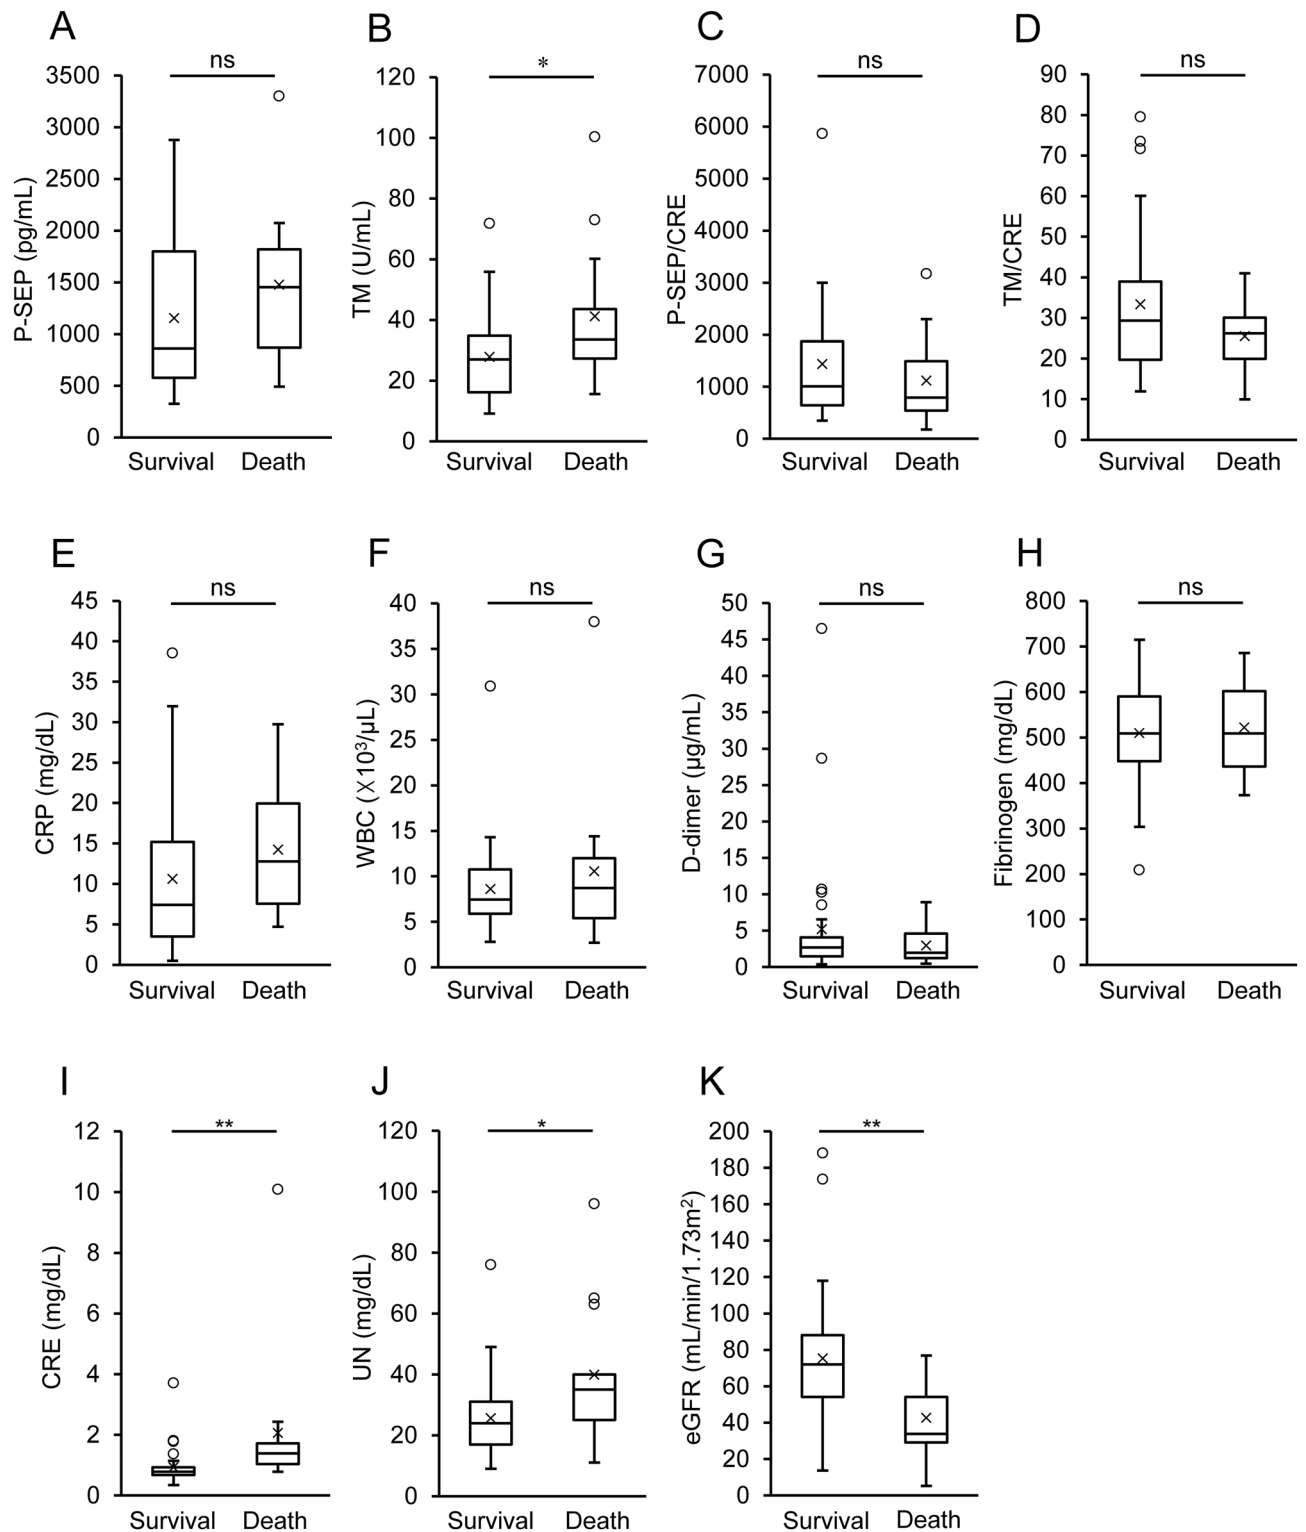 A
B
C
D
ns
*
ns
ns
P-SEP (pg/mL)
3500
3000
2500
2000
1500
1000
500
0
Survival Death
TM (U/mL)
120
100
80
60
40
20
0
Survival Death
P-SEP/CRE
7000
6000
5000
4000
3000
2000
1000
0
Survival Death
TM/CRE
90
80
70
60
50
40
30
20
10
0
Survival Death
E
F
G
H
ns
ns
ns
ns
CRP (mg/dL)
45
40
35
30
25
20
15
10
5
0
Survival Death
WBC (×10³/μL)
40
35
30
25
20
15
10
5
0
Survival Death
D-dimer (μg/mL)
50
45
40
35
30
25
20
15
10
5
0
Survival Death
Fibrinogen (mg/dL)
800
700
600
500
400
300
200
100
0
Survival Death
I
J
K
**
*
**
CRE (mg/dL)
12
10
8
6
4
2
0
Survival Death
UN (mg/dL)
120
100
80
60
40
20
0
Survival Death
eGFR (mL/min/1.73m²)
200
180
160
140
120
100
80
60
40
20
0
Survival Death